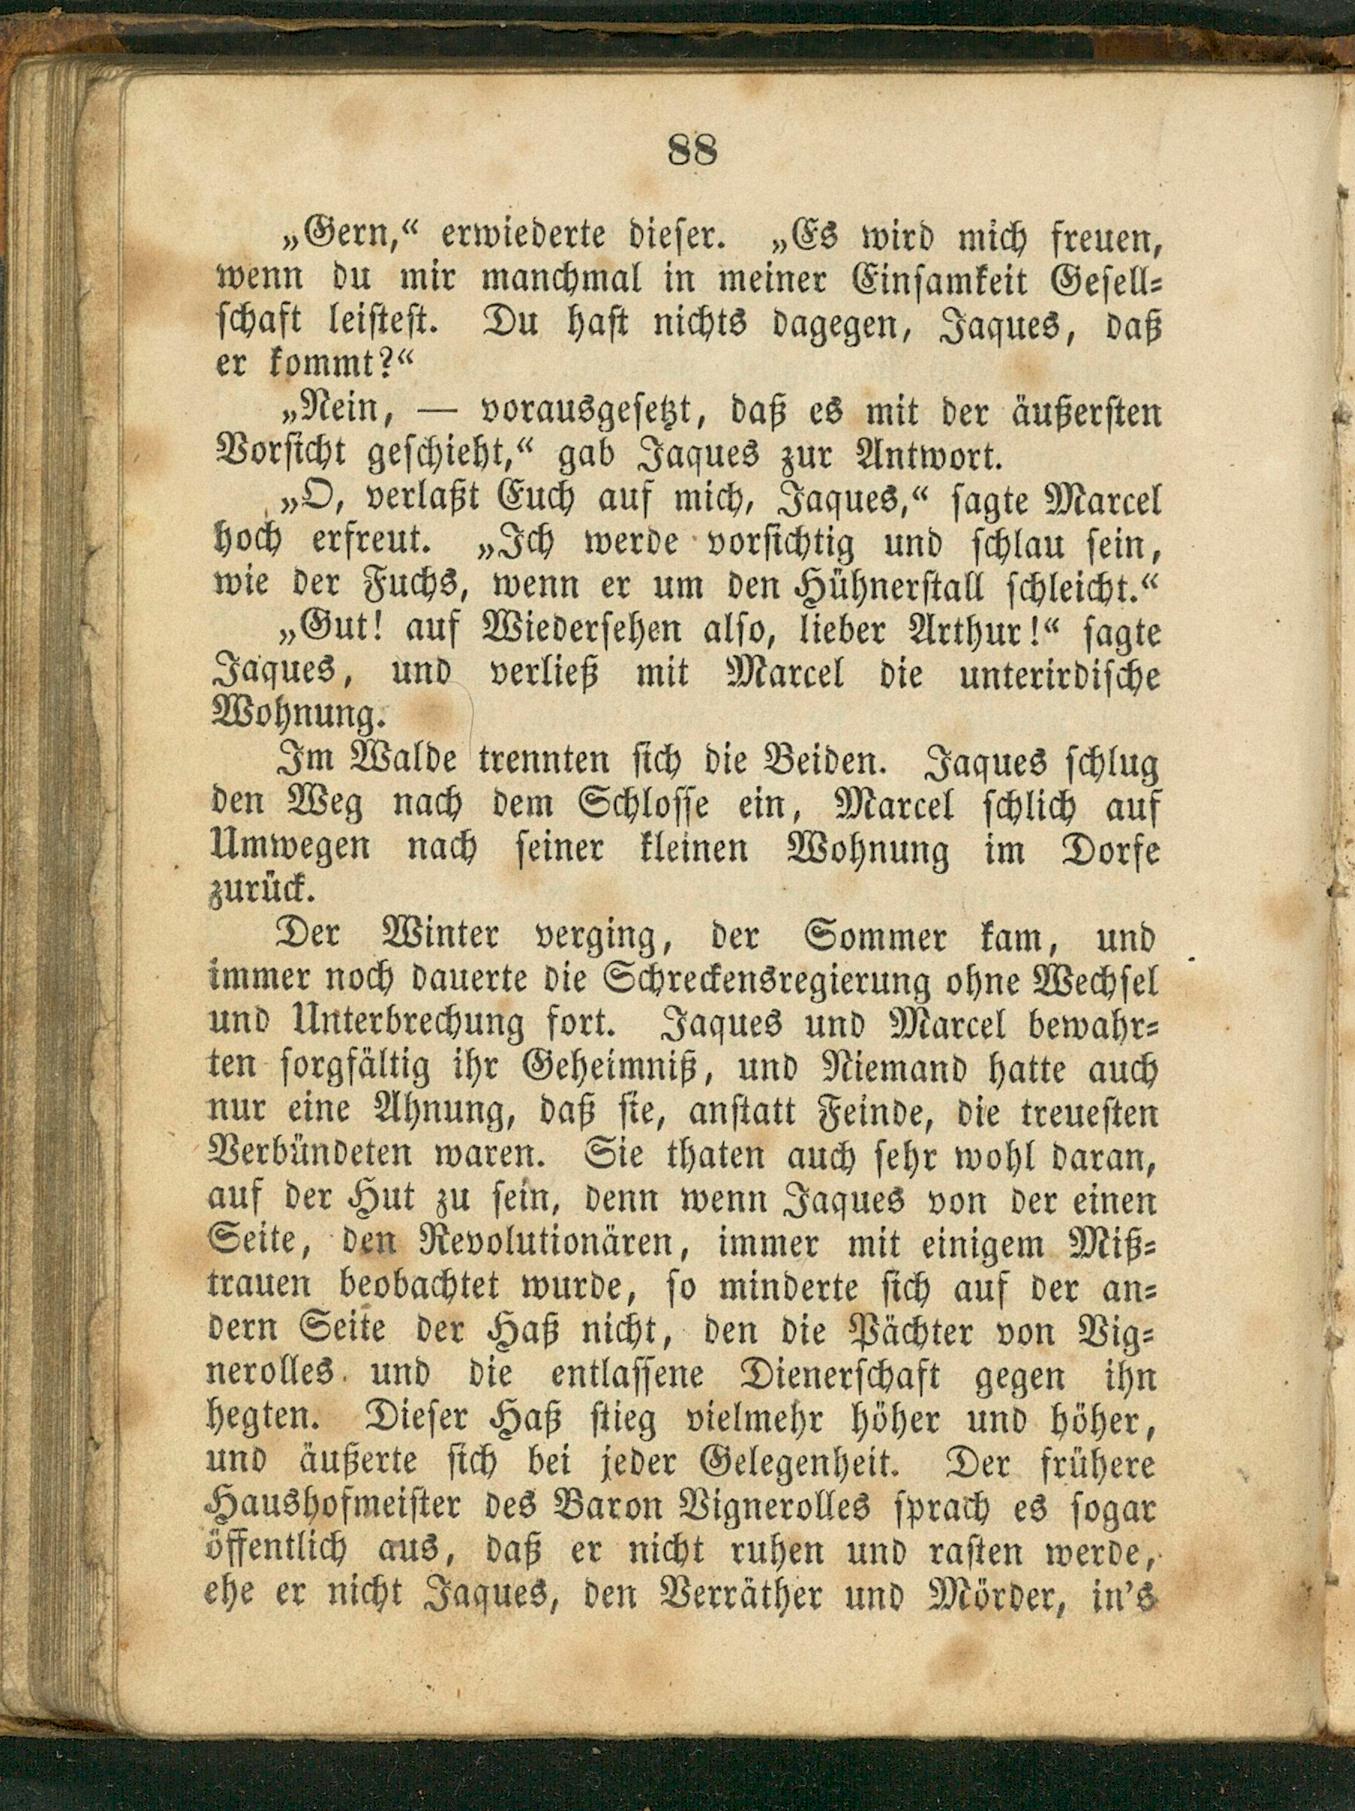 88
„Gern,“ erwiederte dieser. „Es wird mich freuen,
wenn du mir manchmal in meiner Einsamkeit Gesell-
schaft leistest. Du hast nichts dagegen, Jaques, daß
er kommt?“
„Nein, — vorausgesetzt, daß es mit der äußersten
Vorsicht geschieht,“ gab Jaques zur Antwort.
„O, verlaßt Euch auf mich, Jaques,“ sagte Marcel
hoch erfreut. „Ich werde vorsichtig und schlau sein,
wie der Fuchs, wenn er um den Hühnerstall schleicht.“
„Gut! auf Wiedersehen also, lieber Arthur!“ sagte
Jaques, und verließ mit Marcel die unterirdische
Wohnung.
Im Walde trennten sich die Beiden. Jaques schlug
den Weg nach dem Schlosse ein, Marcel schlich auf
Umwegen nach seiner kleinen Wohnung im Dorfe
zurück.
Der Winter verging, der Sommer kam, und
immer noch dauerte die Schreckensregierung ohne Wechsel
und Unterbrechung fort. Jaques und Marcel bewahr-
ten sorgfältig ihr Geheimniß, und Niemand hatte auch
nur eine Ahnung, daß sie, anstatt Feinde, die treuesten
Verbündeten waren. Sie thaten auch sehr wohl daran,
auf der Hut zu sein, denn wenn Jaques von der einen
Seite, den Revolutionären, immer mit einigem Miß-
trauen beobachtet wurde, so minderte sich auf der an-
dern Seite der Haß nicht, den die Pächter von Vig-
nerolles und die entlassene Dienerschaft gegen ihn
hegten. Dieser Haß stieg vielmehr höher und höher,
und äußerte sich bei jeder Gelegenheit. Der frühere
Haushofmeister des Baron Vignerolles sprach es sogar
öffentlich aus, daß er nicht ruhen und rasten werde,
ehe er nicht Jaques, den Verräther und Mörder, in's